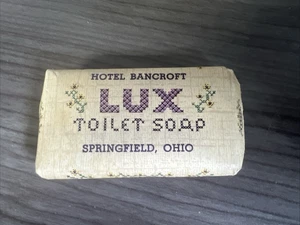 HOTEL BANCROFT
LUX
TOILET SOAP
SPRINGFIELD, OHIO